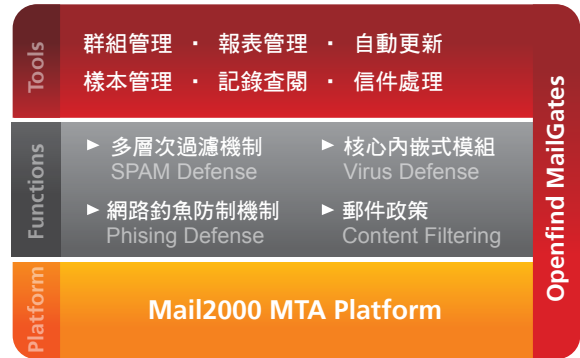 Tools
群組管理 ・ 報表管理 ・ 自動更新
樣本管理 ・ 記錄查閱 ・ 信件處理
Functions
▶ 多層次過濾機制
SPAM Defense
▶ 核心內嵌式模組
Virus Defense
▶ 網路釣魚防制機制
Phising Defense
▶ 郵件政策
Content Filtering
Platform
Mail2000 MTA Platform
Openfind MailGates